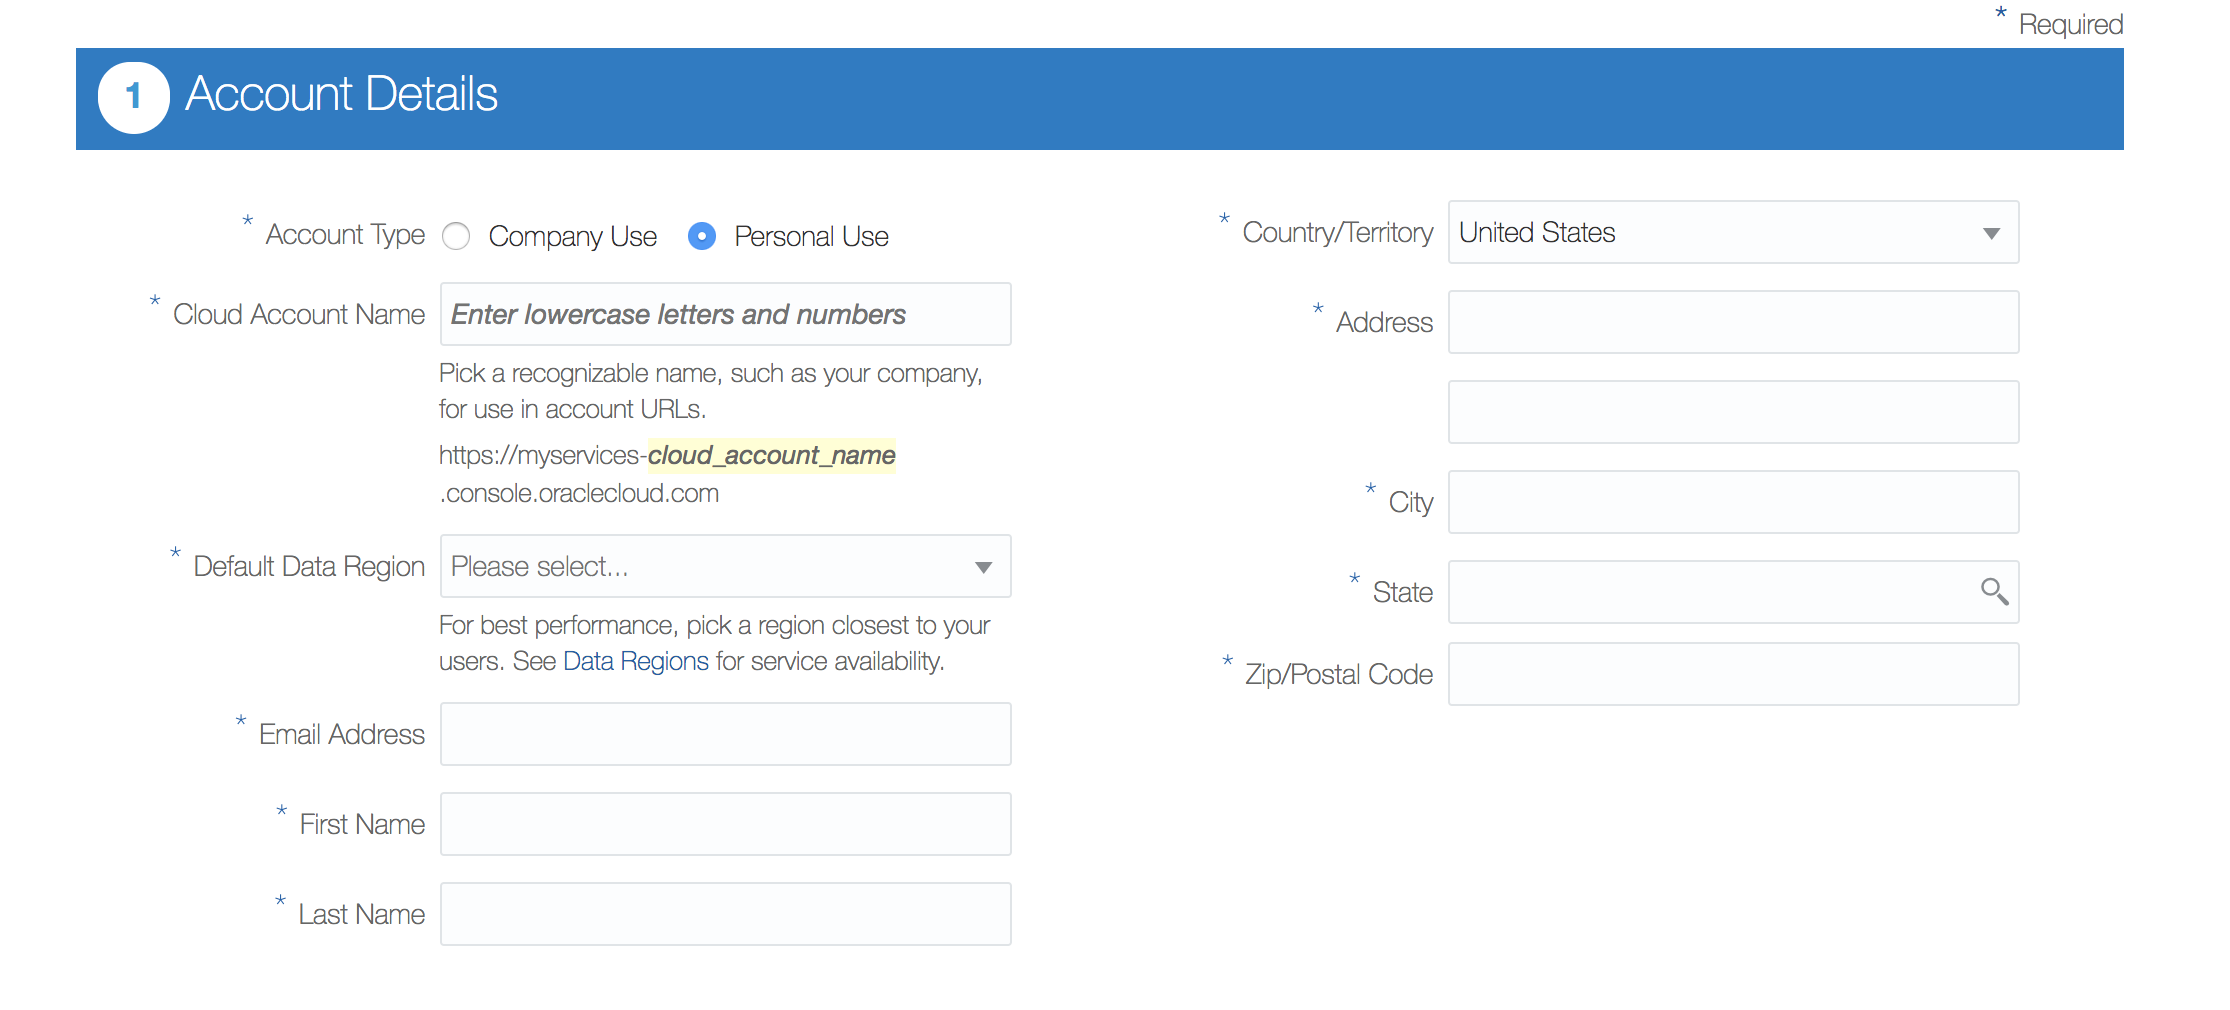 * Required
1 Account Details
* Account Type Company Use Personal Use
* Cloud Account Name Enter lowercase letters and numbers
Pick a recognizable name, such as your company,
for use in account URLs.
https://myservices-cloud_account_name
.console.oraclecloud.com
* Default Data Region Please select...
For best performance, pick a region closest to your
users. See Data Regions for service availability.
* Email Address
* First Name
* Last Name
* Country/Territory United States
* Address
* City
* State
* Zip/Postal Code